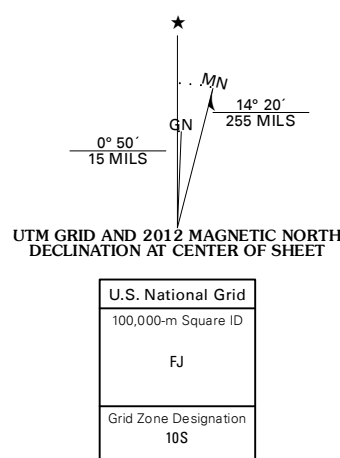 ★
MN
GN
14° 20´
255 MILS
0° 50´
15 MILS
UTM GRID AND 2012 MAGNETIC NORTH
DECLINATION AT CENTER OF SHEET
U.S. National Grid
100,000-m Square ID
FJ
Grid Zone Designation
10S